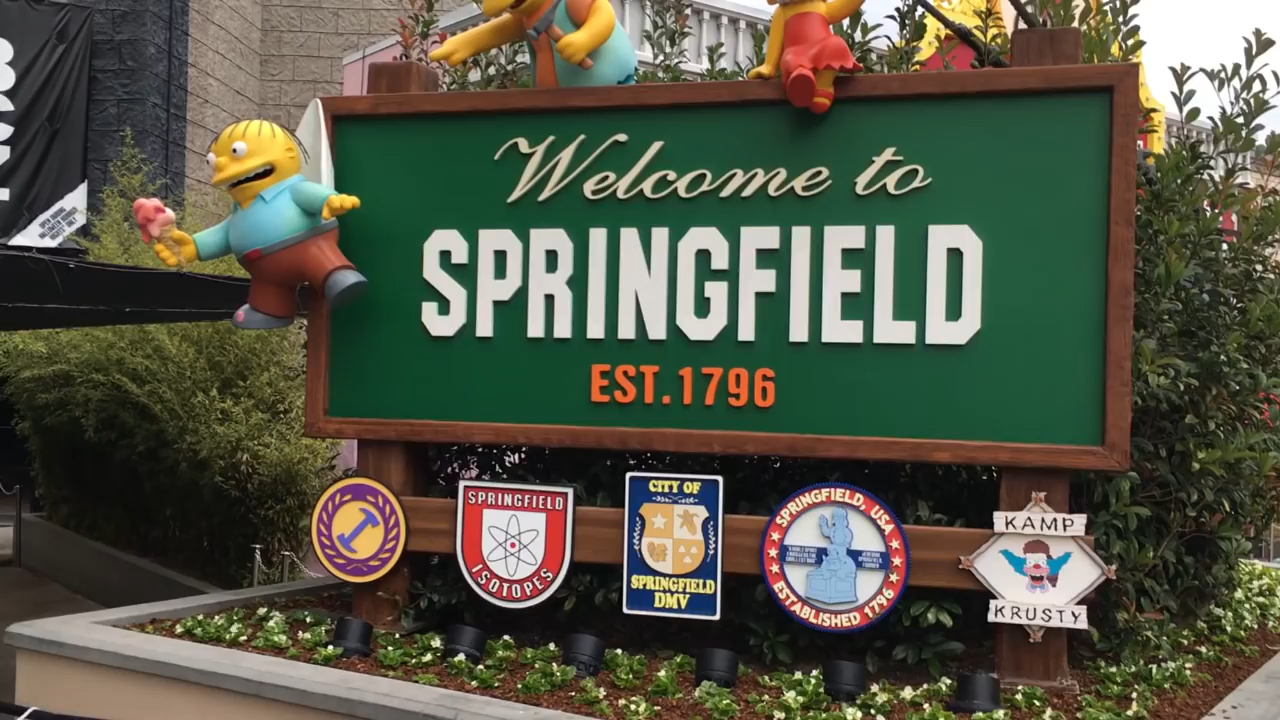 Welcome to
SPRINGFIELD
EST.1796
SPRINGFIELD
ISOTOPES
CITY OF
SPRINGFIELD
DMV
SPRINGFIELD, USA
ESTABLISHED 1796
KAMP
KRUSTY